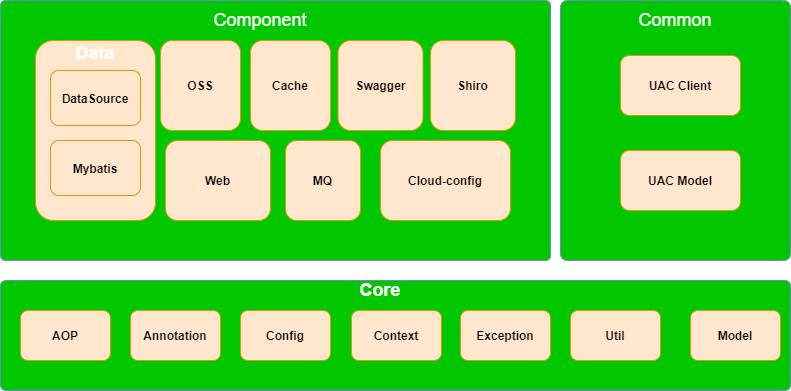 Component
Data
DataSource
Mybatis
OSS
Cache
Swagger
Shiro
Web
MQ
Cloud-config
Common
UAC Client
UAC Model
Core
AOP
Annotation
Config
Context
Exception
Util
Model